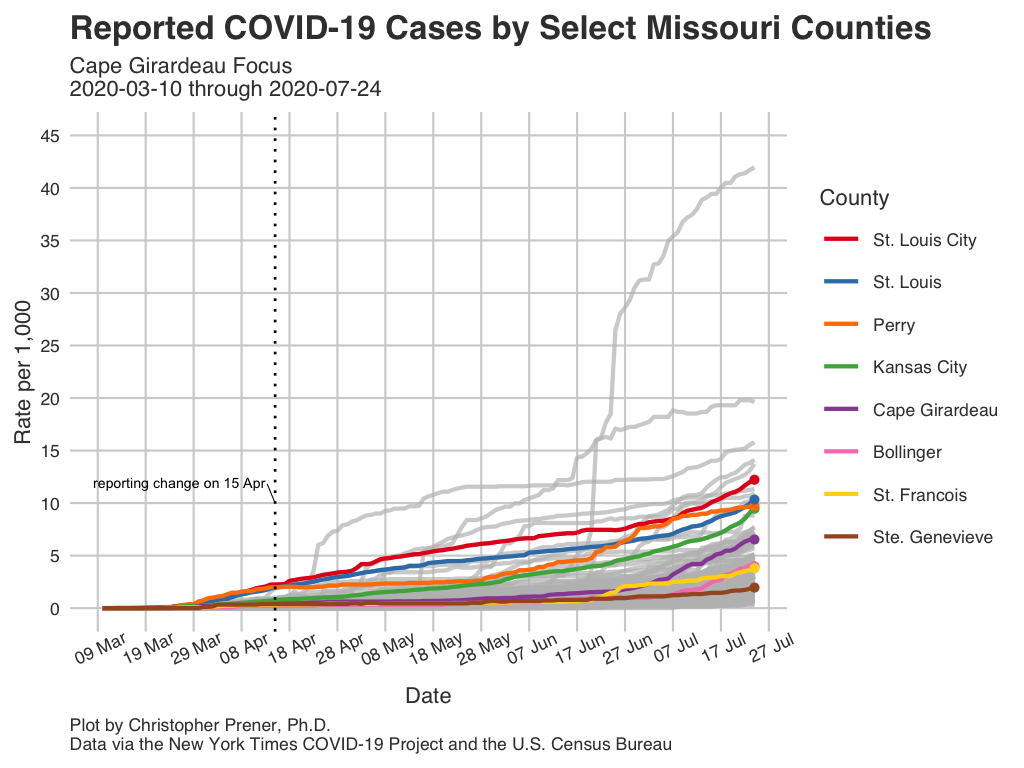 Reported COVID-19 Cases by Select Missouri Counties
Cape Girardeau Focus
2020-03-10 through 2020-07-24
Rate per 1,000
45
40
35
30
25
20
15
10
5
0
reporting change on 15 Apr
09 Mar
19 Mar
29 Mar
08 Apr
18 Apr
28 Apr
08 May
18 May
28 May
07 Jun
17 Jun
27 Jun
07 Jul
17 Jul
27 Jul
Date
County
St. Louis City
St. Louis
Perry
Kansas City
Cape Girardeau
Bollinger
St. Francois
Ste. Genevieve
Plot by Christopher Prener, Ph.D.
Data via the New York Times COVID-19 Project and the U.S. Census Bureau